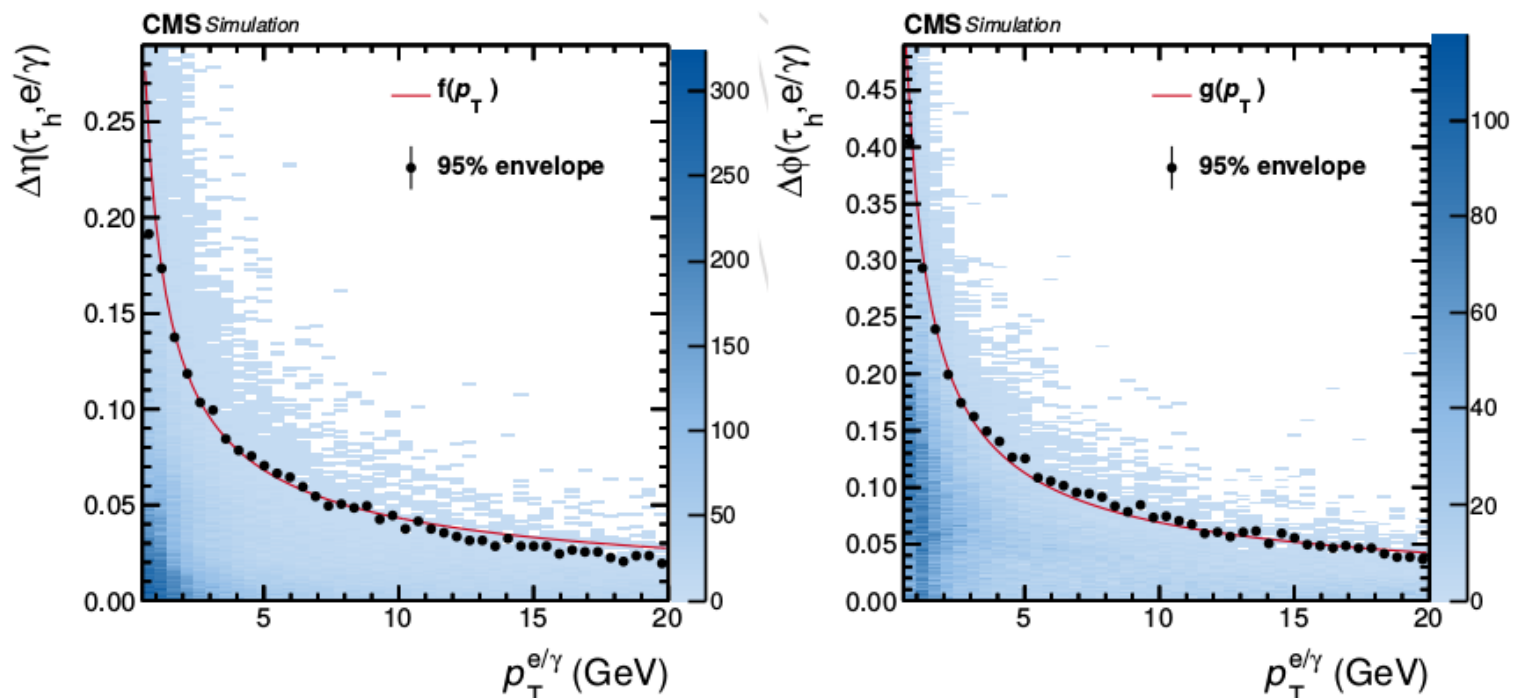 CMS Simulation
Δη(τh, e/γ)
f(pT)
95% envelope
0.25
0.20
0.15
0.10
0.05
0.00
5 10 15 20
pTe/γ (GeV)
300
250
200
150
100
50
0
CMS Simulation
Δϕ(τh, e/γ)
g(pT)
95% envelope
0.45
0.40
0.35
0.30
0.25
0.20
0.15
0.10
0.05
0.00
5 10 15 20
pTe/γ (GeV)
100
80
60
40
20
0